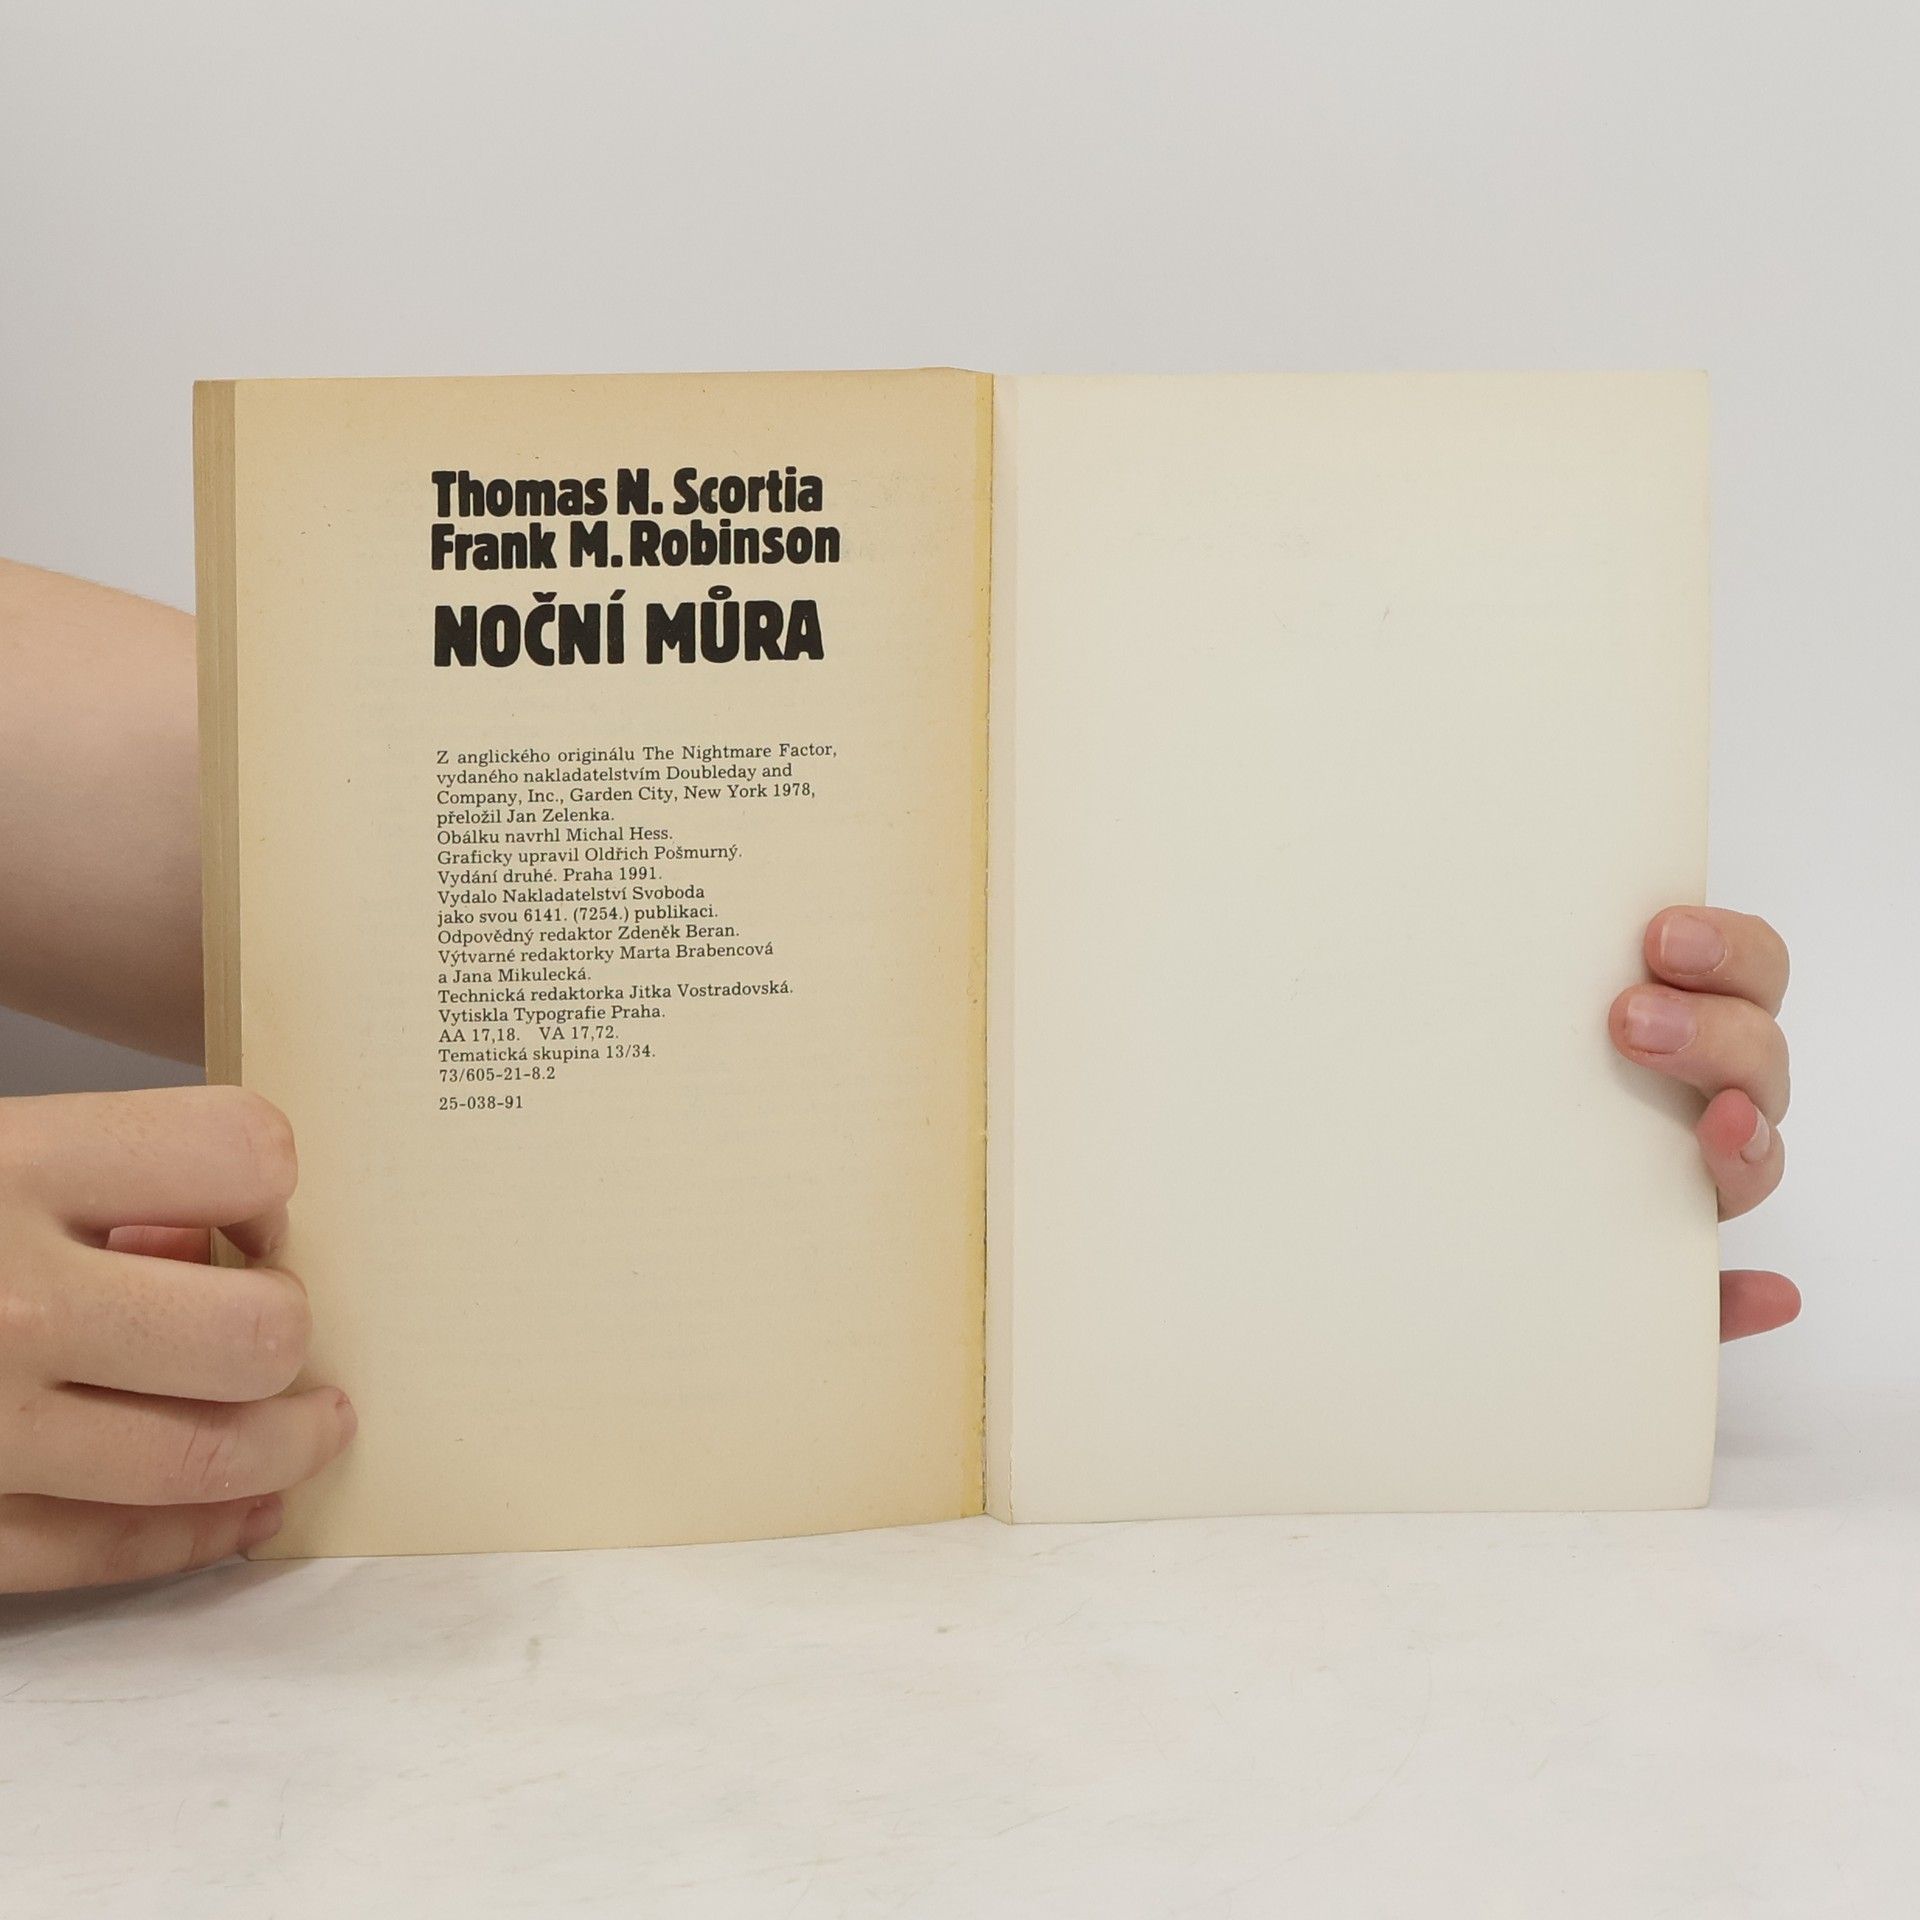 Thomas N. Scortia
Frank M. Robinson
NOČNÍ MŮRA
Z anglického originálu The Nightmare Factor,
vydaného nakladatelstvím Doubleday and
Company, Inc., Garden City, New York 1978,
přeložil Jan Zelenka.
Obálku navrhl Michal Hess.
Graficky upravil Oldřich Pošmurný.
Vydání druhé. Praha 1991.
Vydalo Nakladatelství Svoboda
jako svou 6141. (7254.) publikaci.
Odpovědný redaktor Zdeněk Beran.
Výtvarné redaktorky Marta Brabencová
a Jana Mikulecká.
Technická redaktorka Jitka Vostradovská.
Vytiskla Typografie Praha.
AA 17,18. VA 17,72.
Tematická skupina 13/34.
73/605-21-8.2
25-038-91